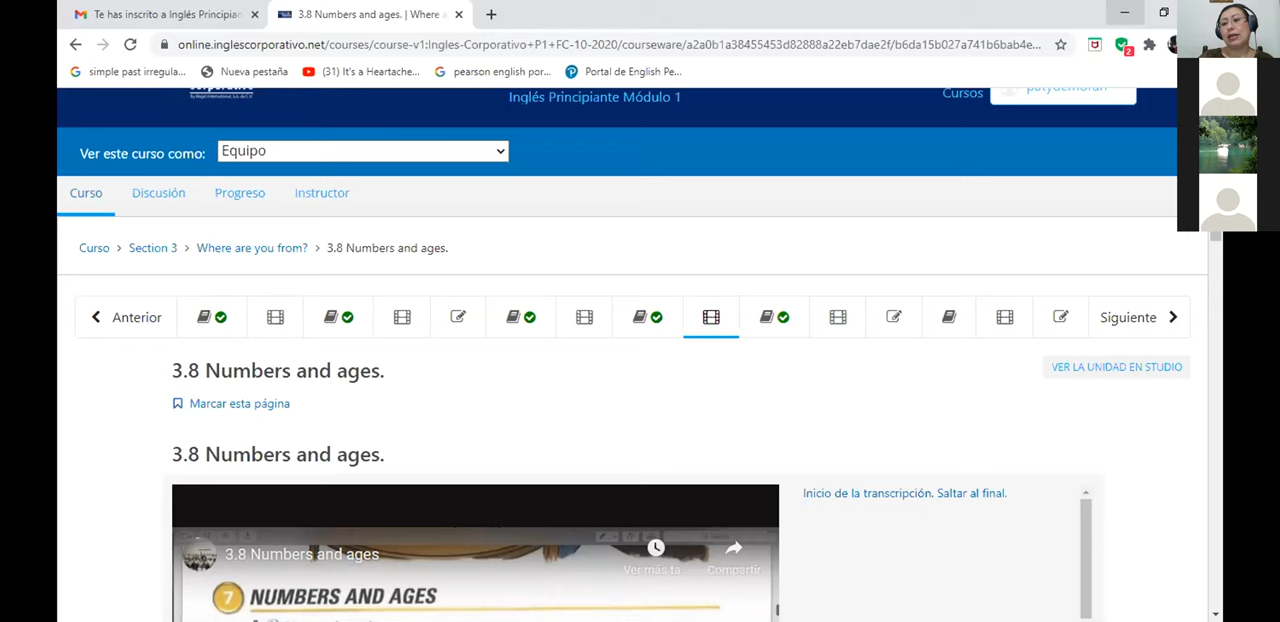 Te has inscrito a Inglés Principian
3.8 Numbers and ages. | Where a
online.inglescorporativo.net/courses/course-v1:Ingles-Corporativo+P1+FC-10-2020/courseware/a2a0b1a38455453d82888a22eb7dae2f/b6da15b027a741b6bab4e...
2
simple past irregula...
Nueva pestaña
(31) It's a Heartache...
pearson english por...
Portal de English Pe...
Inglés Principiante Módulo 1
Cursos
Ver este curso como:
Equipo
Curso
Discusión
Progreso
Instructor
Curso > Section 3 > Where are you from? > 3.8 Numbers and ages.
Anterior
Siguiente
3.8 Numbers and ages.
VER LA UNIDAD EN STUDIO
Marcar esta página
3.8 Numbers and ages.
Inicio de la transcripción. Saltar al final.
3.8 Numbers and ages
Ver más ta...
Compartir
7 NUMBERS AND AGES